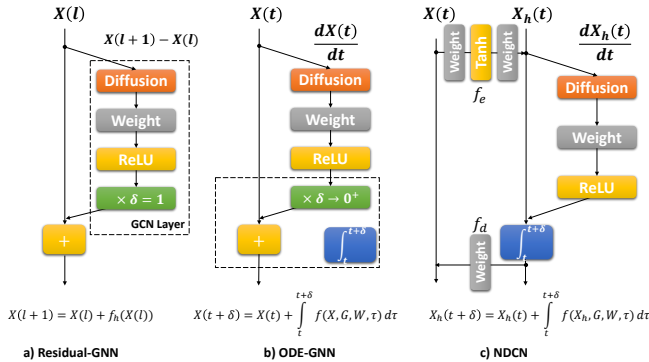 X(l)
X(l + 1) − X(l)
Diffusion
Weight
ReLU
× δ = 1
GCN Layer
+
X(l + 1) = X(l) + f_h(X(l))
a) Residual-GNN
X(t)
dX(t)
dt
Diffusion
Weight
ReLU
× δ → 0⁺
+
∫_t^{t+δ}
X(t + δ) = X(t) + ∫_t^{t+δ} f(X, G, W, τ) dτ
b) ODE-GNN
X(t)
X_h(t)
Weight
Tanh
Weight
f_e
dX_h(t)
dt
Diffusion
Weight
ReLU
f_d
Weight
∫_t^{t+δ}
X_h(t + δ) = X_h(t) + ∫_t^{t+δ} f(X_h, G, W, τ) dτ
c) NDCN